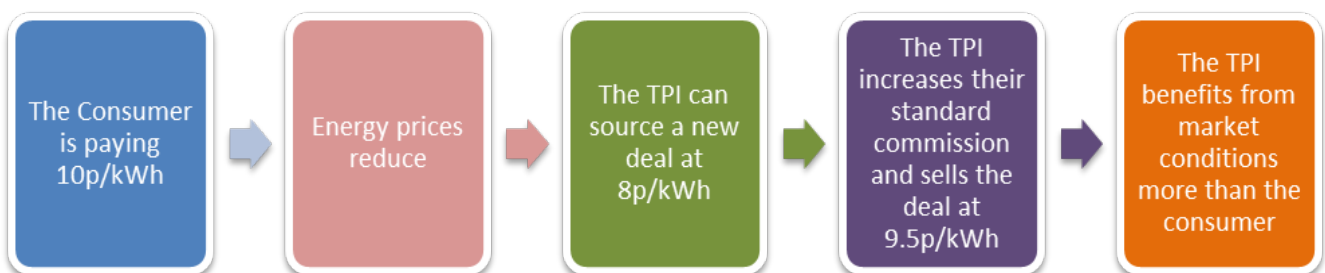 The Consumer
is paying
10p/kWh
Energy prices
reduce
The TPI can
source a new
deal at
8p/kWh
The TPI
increases their
standard
commission
and sells the
deal at
9.5p/kWh
The TPI
benefits from
market
conditions
more than the
consumer